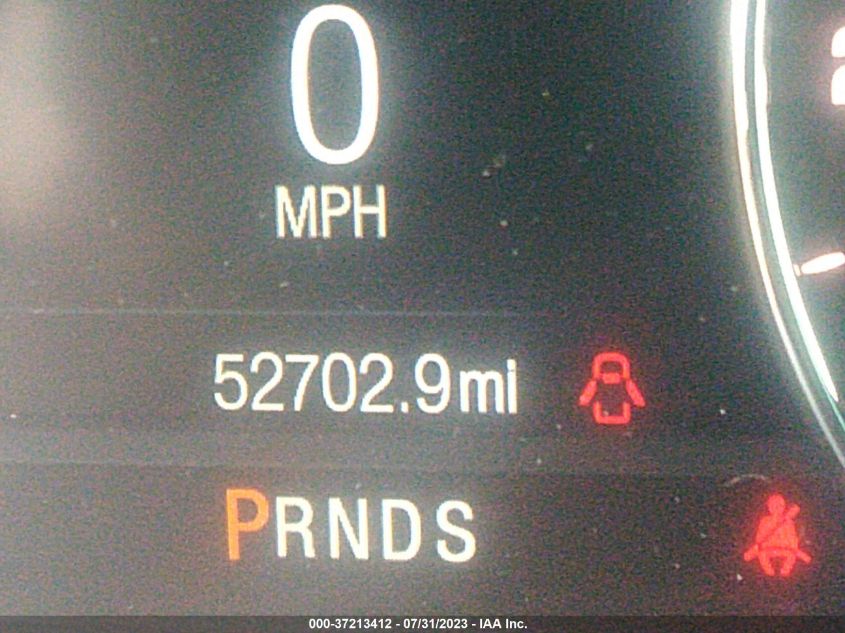 0
MPH
52702.9mi
PRNDS
000-37213412 - 07/31/2023 - IAA Inc.